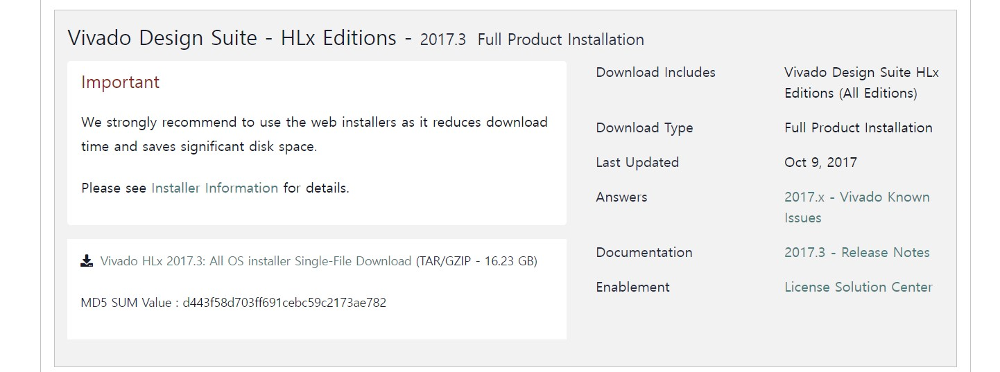 Vivado Design Suite - HLx Editions - 2017.3 Full Product Installation
Important
We strongly recommend to use the web installers as it reduces download
time and saves significant disk space.
Please see Installer Information for details.
Vivado HLx 2017.3: All OS installer Single-File Download (TAR/GZIP - 16.23 GB)
MD5 SUM Value : d443f58d703ff691cebc59c2173ae782
Download Includes
Vivado Design Suite HLx
Editions (All Editions)
Download Type
Full Product Installation
Last Updated
Oct 9, 2017
Answers
2017.x - Vivado Known
Issues
Documentation
2017.3 - Release Notes
Enablement
License Solution Center